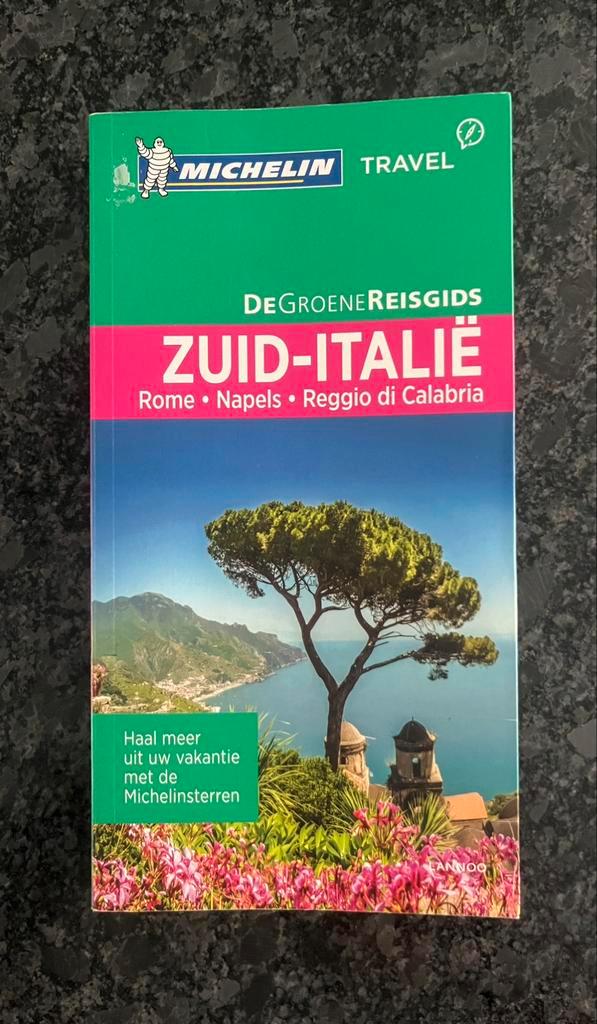 MICHELIN TRAVEL
DEGROENEREISGIDS
ZUID-ITALIË
Rome • Napels • Reggio di Calabria
Haal meer
uit uw vakantie
met de
Michelinsterren
LANNOO